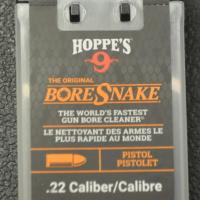 HOPPE'S
9
THE ORIGINAL
BORESNAKE
THE WORLD'S FASTEST
GUN BORE CLEANER
LE NETTOYANT DES ARMES LE
PLUS RAPIDE AU MONDE
PISTOL
PISTOLET
.22 Caliber/Calibre